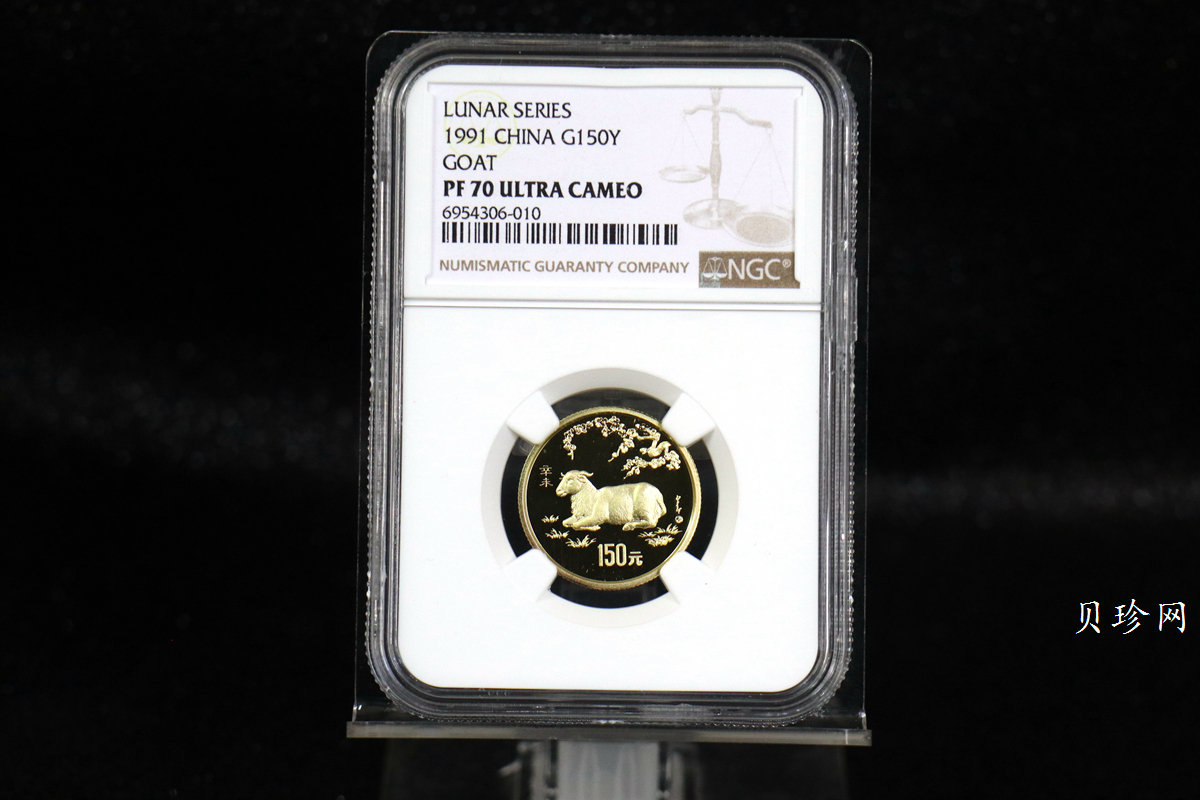 LUNAR SERIES
1991 CHINA G150Y
GOAT
PF 70 ULTRA CAMEO
6954306-010
NUMISMATIC GUARANTY COMPANY
NGC®
辛未
150元
贝珍网